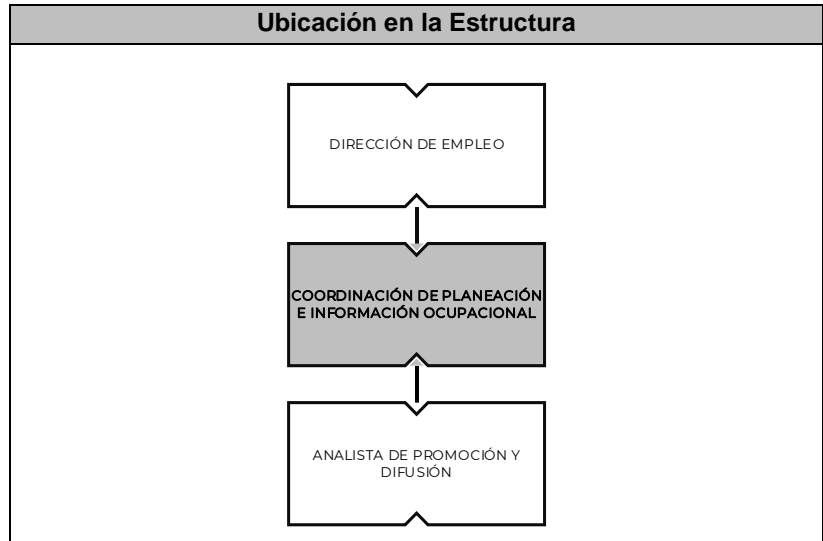 Ubicación en la Estructura
DIRECCIÓN DE EMPLEO
COORDINACIÓN DE PLANEACIÓN
E INFORMACIÓN OCUPACIONAL
ANALISTA DE PROMOCIÓN Y
DIFUSIÓN